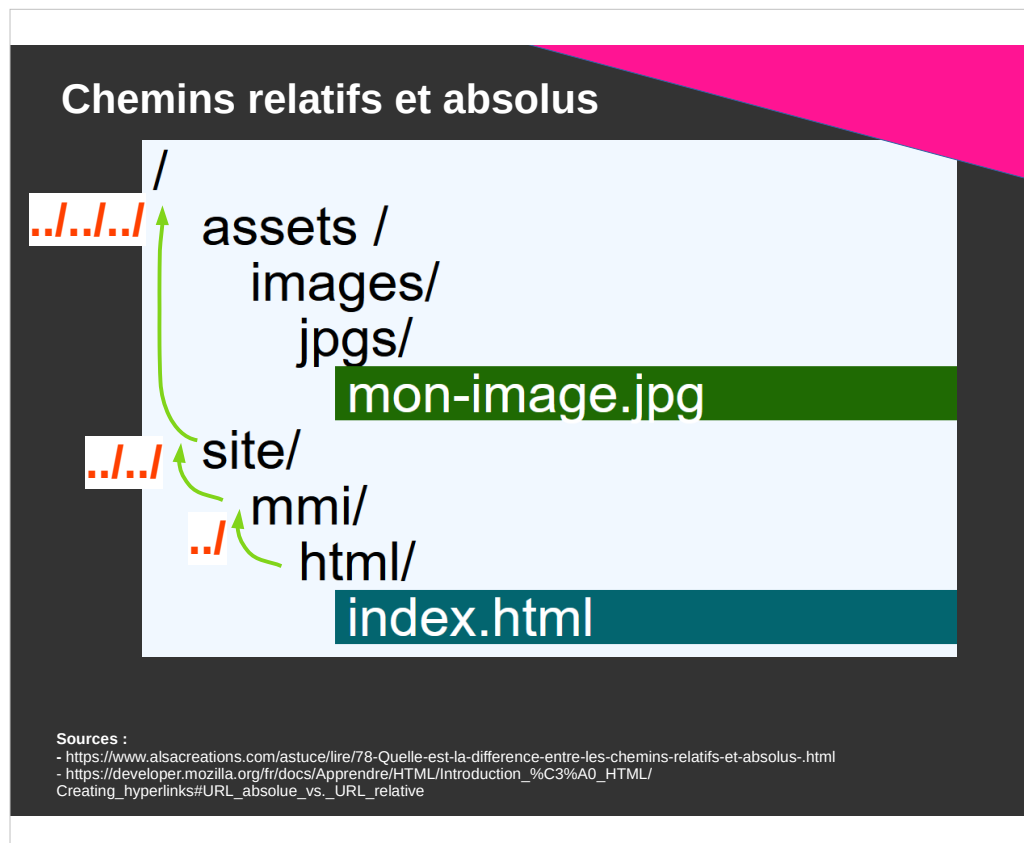 Chemins relatifs et absolus
/
../../../
assets /
images/
jpgs/
mon-image.jpg
site/
../../
mmi/
../
html/
index.html
Sources :
- https://www.alsacreations.com/astuce/lire/78-Quelle-est-la-difference-entre-les-chemins-relatifs-et-absolus-.html
- https://developer.mozilla.org/fr/docs/Apprendre/HTML/Introduction_%C3%A0_HTML/
Creating_hyperlinks#URL_absolue_vs._URL_relative